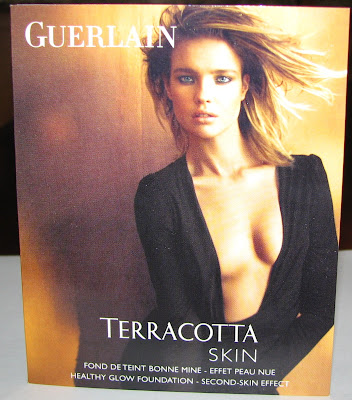 GUERLAIN
TERRACOTTA
SKIN
FOND DE TEINT BONNE MINE - EFFET PEAU NUE
HEALTHY GLOW FOUNDATION - SECOND-SKIN EFFECT